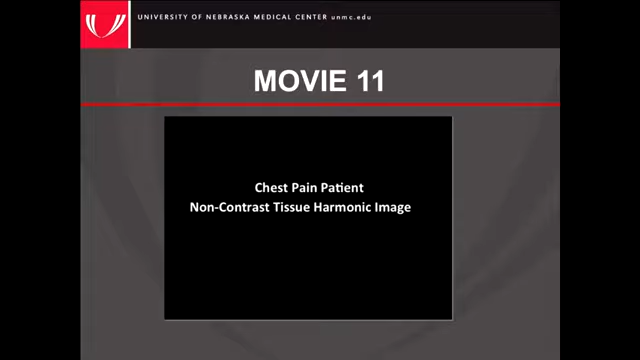 UNIVERSITY OF NEBRASKA MEDICAL CENTER unmc.edu
MOVIE 11
Chest Pain Patient
Non-Contrast Tissue Harmonic Image